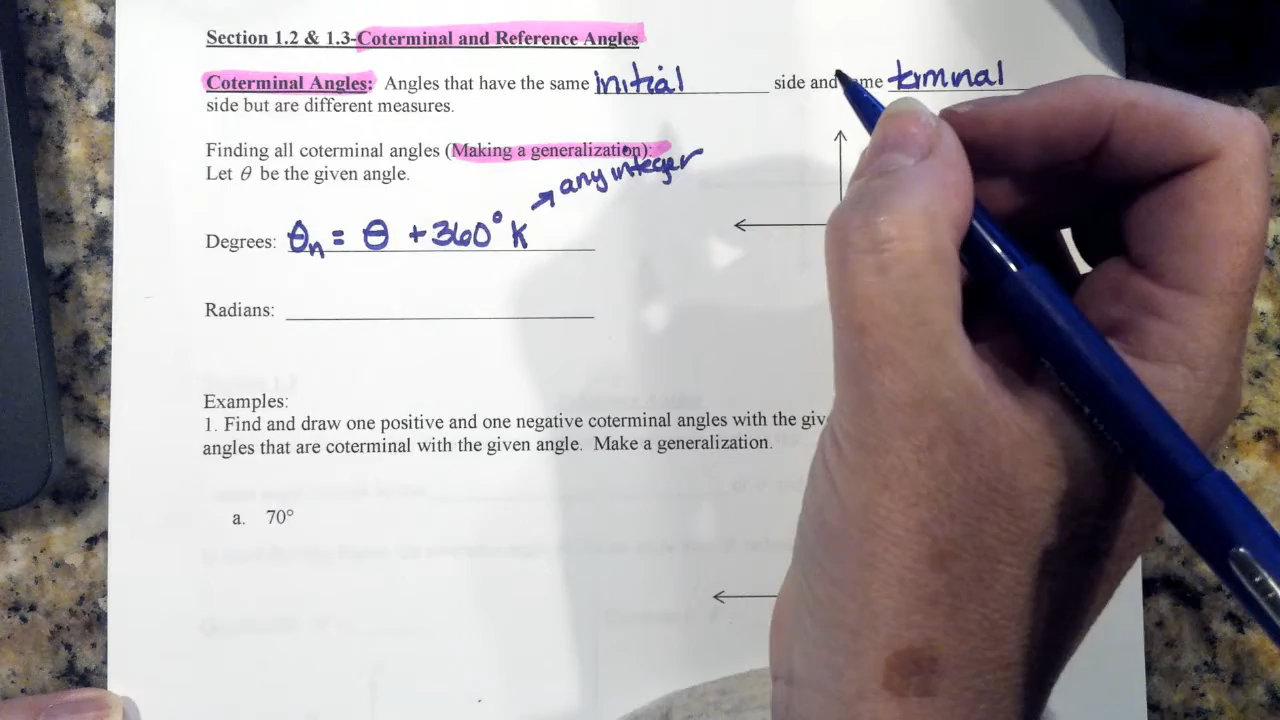 Section 1.2 & 1.3-Coterminal and Reference Angles
Coterminal Angles: Angles that have the same initial side and same terminal
side but are different measures.
Finding all coterminal angles (Making a generalization):
→ any integer
Let θ be the given angle.
Degrees: θn = θ +360° K
Radians:
Examples:
1. Find and draw one positive and one negative coterminal angles with the
angles that are coterminal with the given angle. Make a generalization.
a. 70°